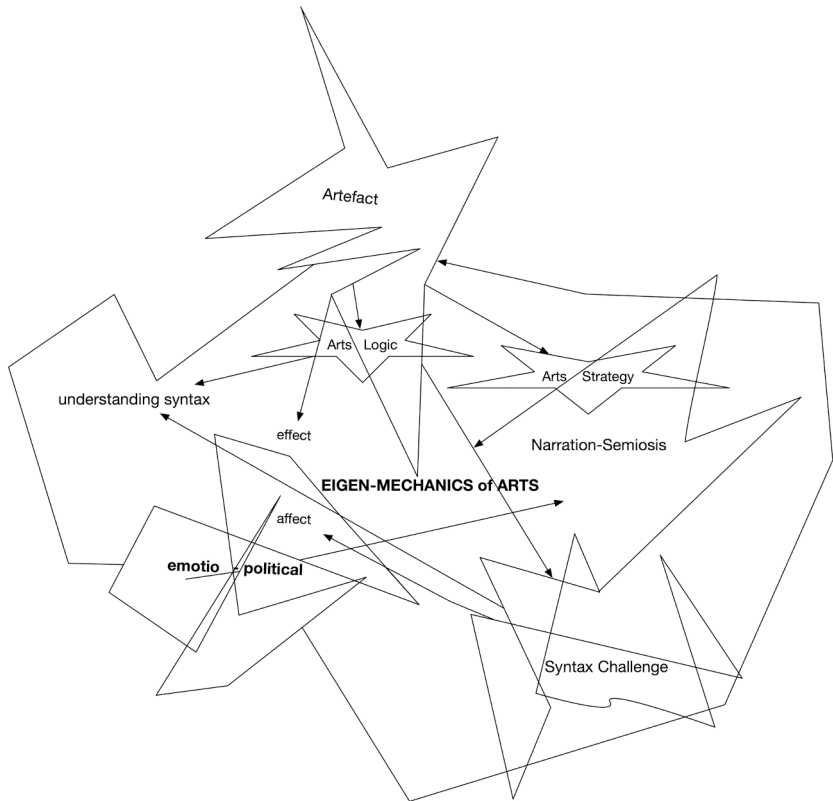 Artefact
Arts Logic
Arts Strategy
understanding syntax
effect
Narration-Semiosis
EIGEN-MECHANICS of ARTS
affect
emotio - political
Syntax Challenge